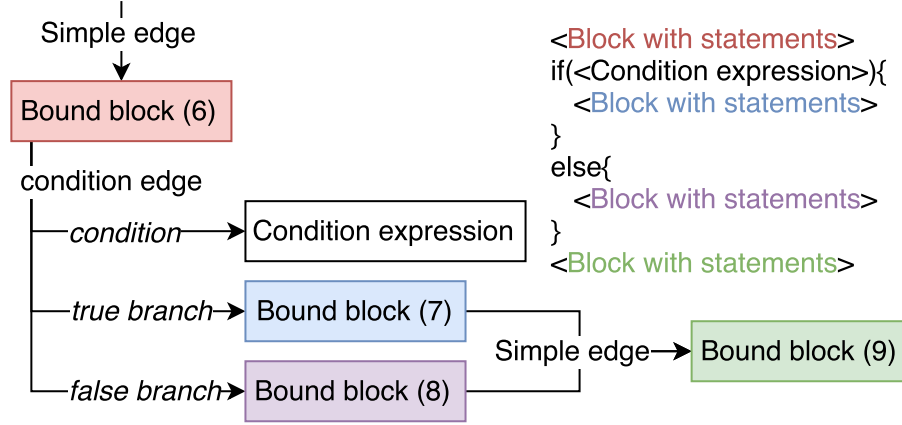 Simple edge
Bound block (6)
condition edge
condition
Condition expression
true branch
Bound block (7)
false branch
Bound block (8)
Simple edge
Bound block (9)
<Block with statements>
if(<Condition expression>){
<Block with statements>
}
else{
<Block with statements>
}
<Block with statements>